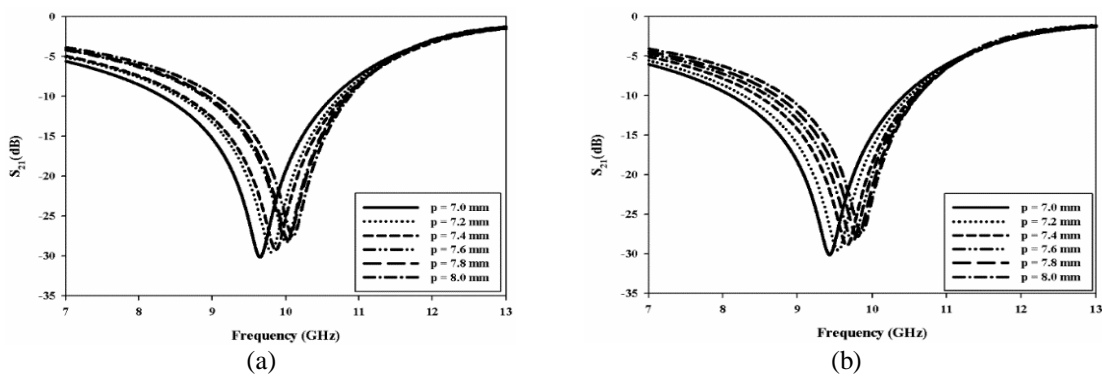 0
-5
-10
-15
-20
-25
-30
-35
S21(dB)
p = 7.0 mm
p = 7.2 mm
p = 7.4 mm
p = 7.6 mm
p = 7.8 mm
p = 8.0 mm
7 8 9 10 11 12 13
Frequency (GHz)
(a)
0
-5
-10
-15
-20
-25
-30
-35
S21(dB)
p = 7.0 mm
p = 7.2 mm
p = 7.4 mm
p = 7.6 mm
p = 7.8 mm
p = 8.0 mm
7 8 9 10 11 12 13
Frequency (GHz)
(b)